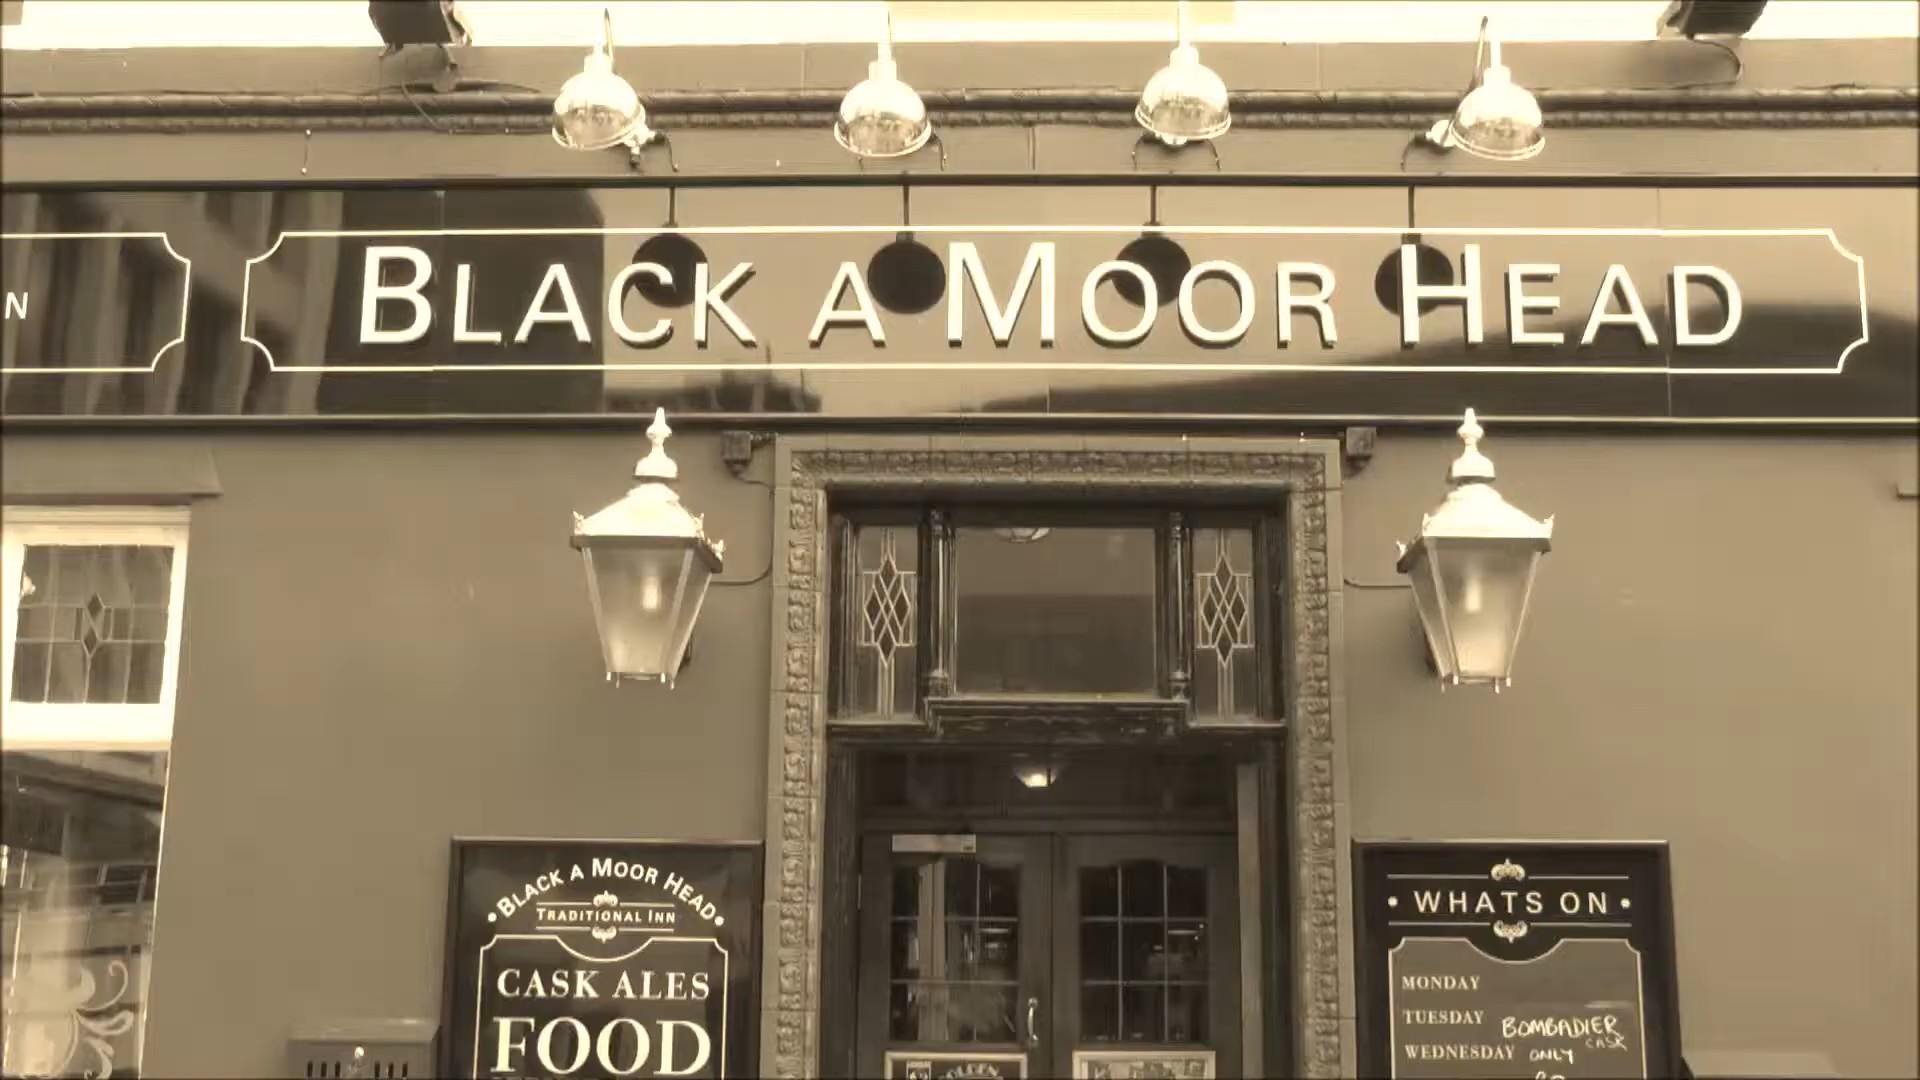 N
BLACK A MOOR HEAD
BLACK A MOOR HEAD
TRADITIONAL INN
CASK ALES
FOOD
GOLDEN
WHATS ON
MONDAY
TUESDAY BOMBADIER
CASK
WEDNESDAY ONLY